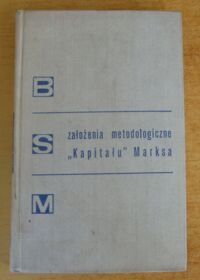 B
założenia metodologiczne
S „Kapitału” Marksa
M